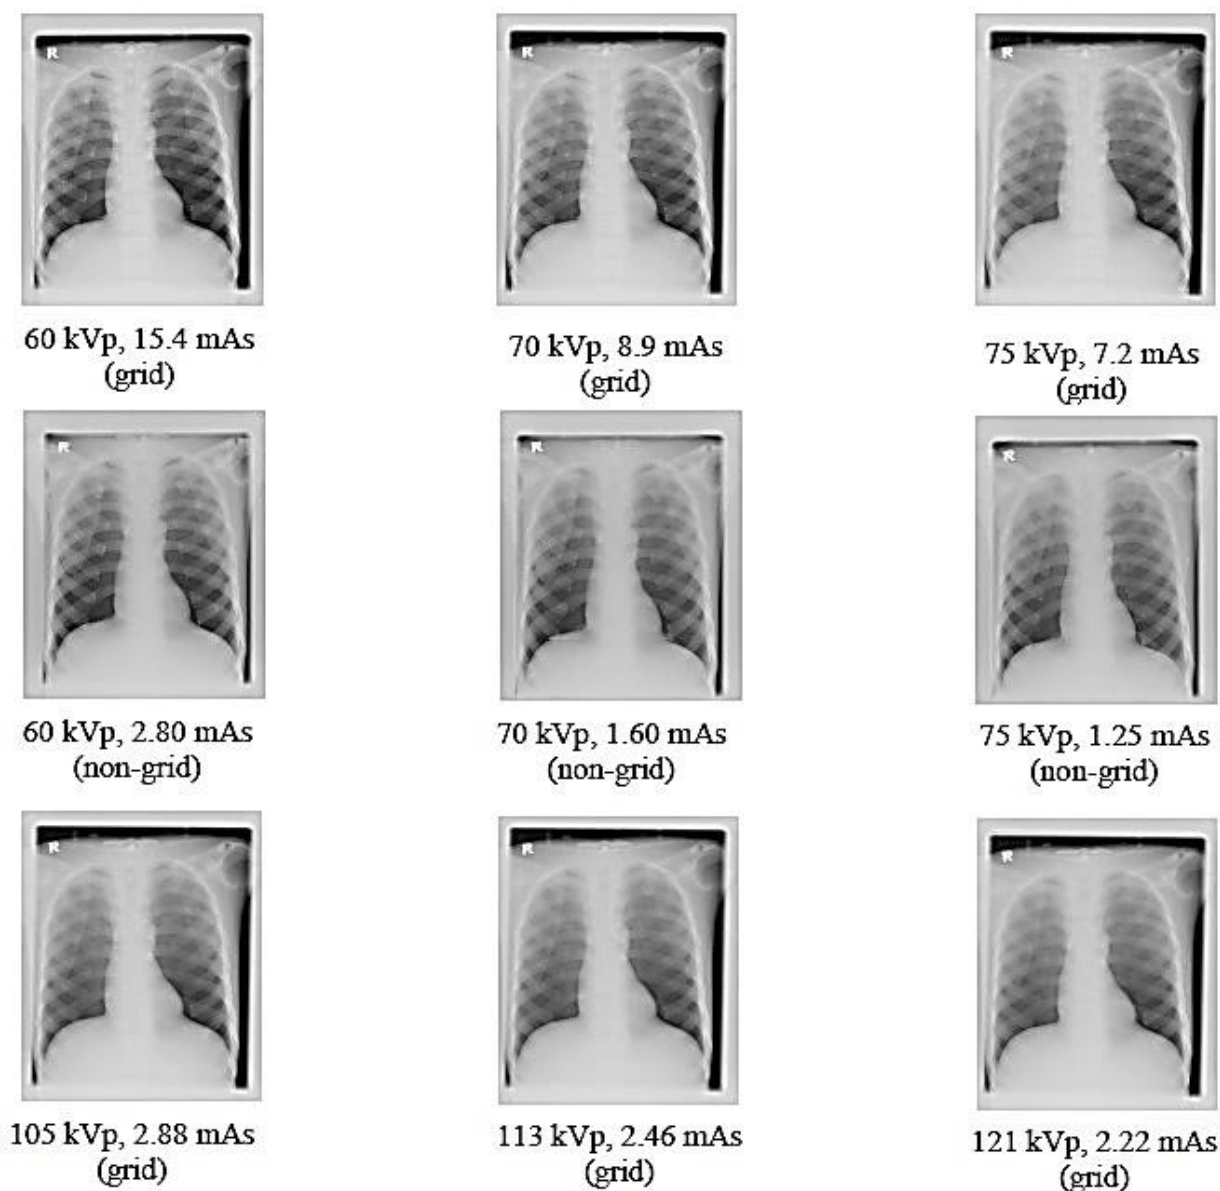 R
R
R
60 kVp, 15.4 mAs
(grid)
70 kVp, 8.9 mAs
(grid)
75 kVp, 7.2 mAs
(grid)
R
R
R
60 kVp, 2.80 mAs
(non-grid)
70 kVp, 1.60 mAs
(non-grid)
75 kVp, 1.25 mAs
(non-grid)
R
R
R
105 kVp, 2.88 mAs
(grid)
113 kVp, 2.46 mAs
(grid)
121 kVp, 2.22 mAs
(grid)